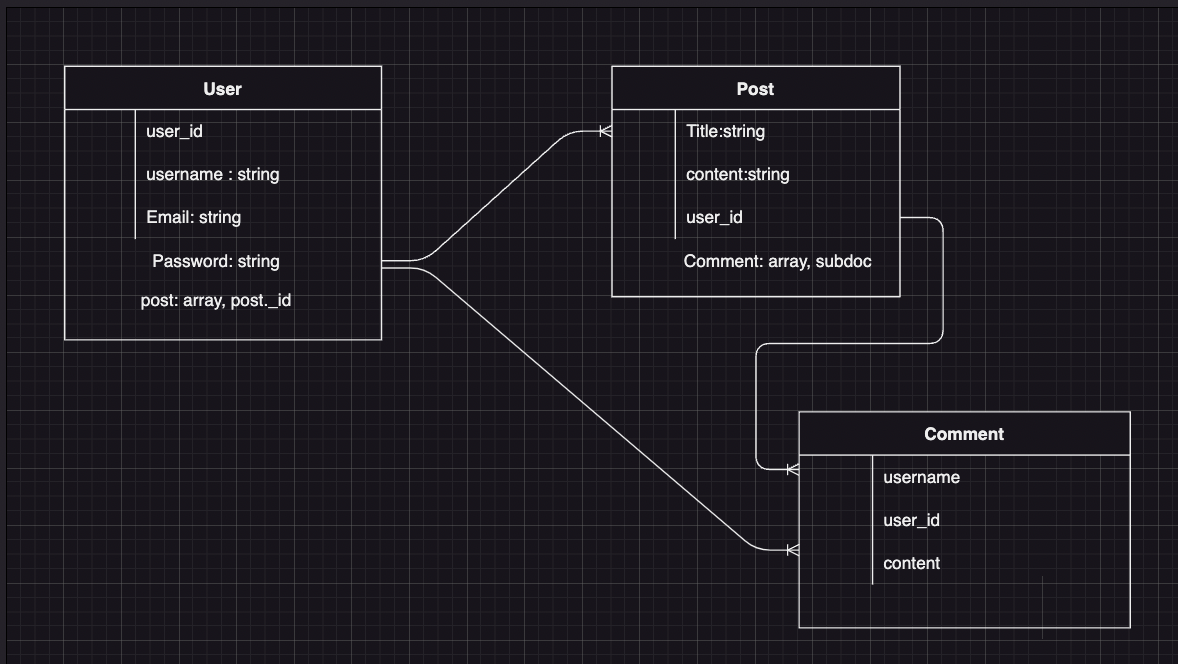 User
user_id
username : string
Email: string
Password: string
post: array, post._id
Post
Title:string
content:string
user_id
Comment: array, subdoc
Comment
username
user_id
content